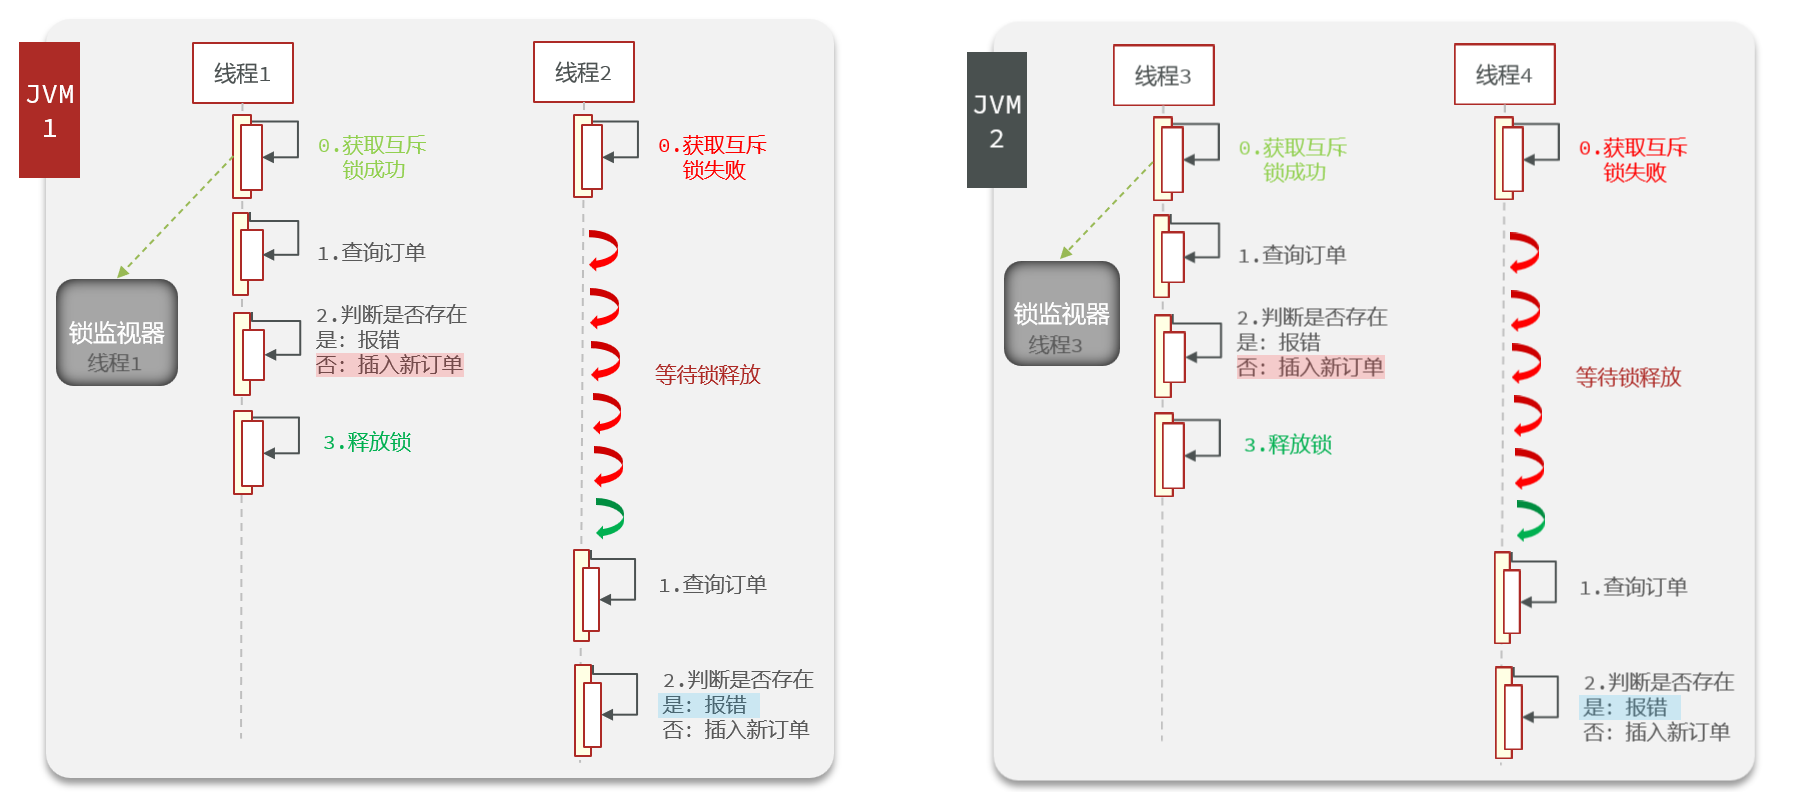 JVM
1
线程1
线程2
0.获取互斥
锁成功
0.获取互斥
锁失败
1.查询订单
锁监视器
线程1
2.判断是否存在
是: 报错
否: 插入新订单
等待锁释放
3.释放锁
1.查询订单
2.判断是否存在
是: 报错
否: 插入新订单
JVM
2
线程3
线程4
0.获取互斥
锁成功
0.获取互斥
锁失败
1.查询订单
锁监视器
线程3
2.判断是否存在
是: 报错
否: 插入新订单
等待锁释放
3.释放锁
1.查询订单
2.判断是否存在
是: 报错
否: 插入新订单